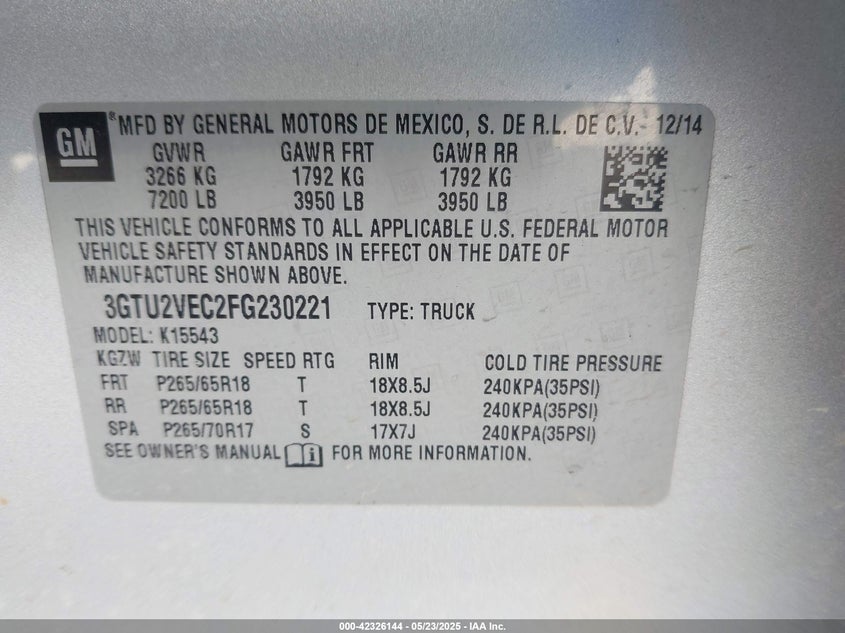 GM
®MFD BY GENERAL MOTORS DE MEXICO, S. DE R.L. DE C.V.- 12/14
GVWR GAWR FRT GAWR RR
3266 KG 1792 KG 1792 KG
7200 LB 3950 LB 3950 LB
THIS VEHICLE CONFORMS TO ALL APPLICABLE U.S. FEDERAL MOTOR
VEHICLE SAFETY STANDARDS IN EFFECT ON THE DATE OF
MANUFACTURE SHOWN ABOVE.
3GTU2VEC2FG230221 TYPE: TRUCK
MODEL: K15543
KGZW TIRE SIZE SPEED RTG RIM COLD TIRE PRESSURE
FRT P265/65R18 T 18X8.5J 240KPA(35PSI)
RR P265/65R18 T 18X8.5J 240KPA(35PSI)
SPA P265/70R17 S 17X7J 240KPA(35PSI)
SEE OWNER'S MANUAL i FOR MORE INFORMATION.
000-42326144 - 05/23/2025 - IAA Inc.